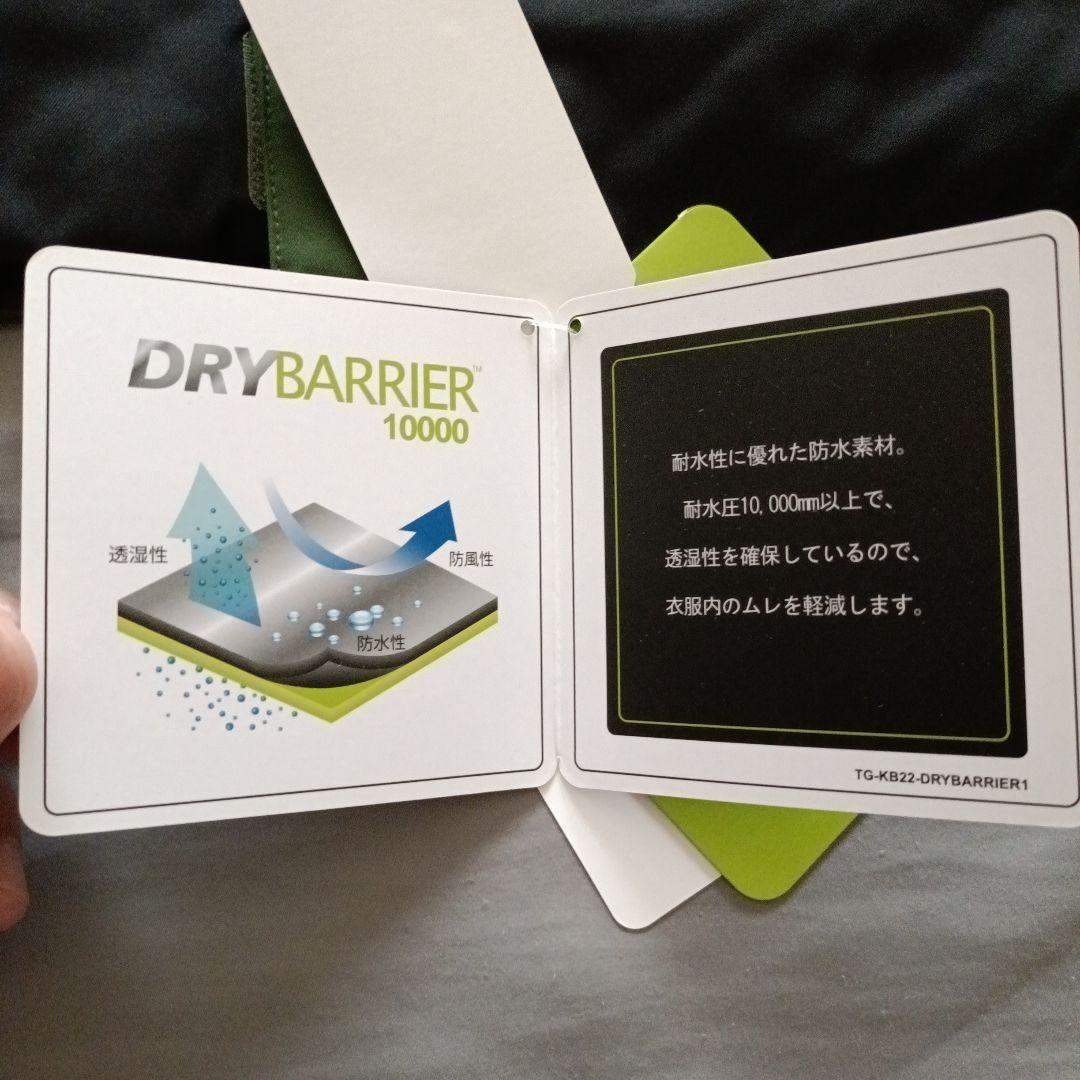 DRYBARRIER™
10000
透湿性
防風性
防水性
耐水性に優れた防水素材。
耐水圧10,000mm以上で、
透湿性を確保しているので、
衣服内のムレを軽減します。
TG-KB22-DRYBARRIER1